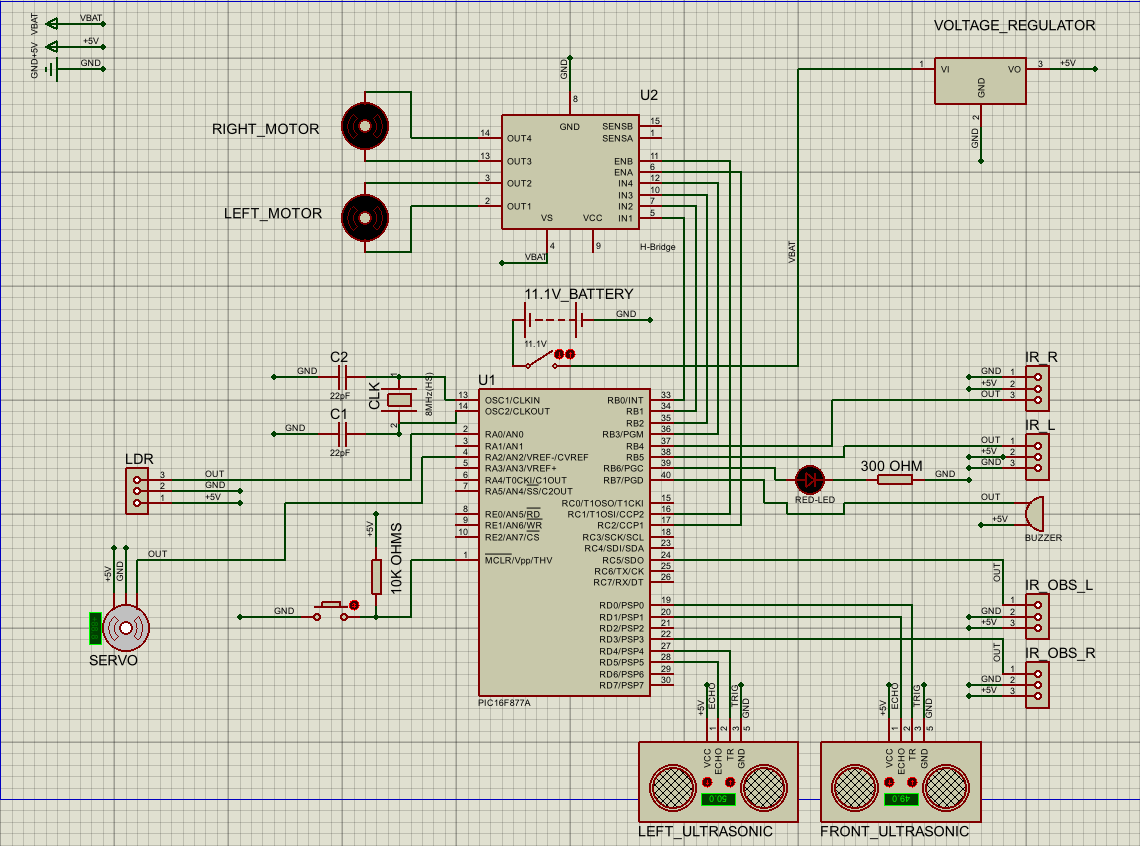 VBAT
VBAT
+5V
GND+5V
GND
VOLTAGE_REGULATOR
1 VI VO 3 +5V
GND
2
GND
GND
8
U2
GND
SENSB 15
SENSA 1
RIGHT_MOTOR
14 OUT4
13 OUT3
3 OUT2
2 OUT1
LEFT_MOTOR
ENB 11
ENA 6
IN4 12
IN3 10
IN2 7
IN1 5
VS VCC
4 9
VBAT
H-Bridge
VBAT
11.1V_BATTERY
GND
11.1V
C2
GND
22pF
CLK
1
2
8MHz(HS)
C1
GND
22pF
U1
13 OSC1/CLKIN
14 OSC2/CLKOUT
2 RA0/AN0
3 RA1/AN1
4 RA2/AN2/VREF-/CVREF
5 RA3/AN3/VREF+
6 RA4/T0CKI/C1OUT
7 RA5/AN4/SS/C2OUT
8 RE0/AN5/RD
9 RE1/AN6/WR
10 RE2/AN7/CS
1 MCLR/Vpp/THV
RB0/INT 33
RB1 34
RB2 35
RB3/PGM 36
RB4 37
RB5 38
RB6/PGC 39
RB7/PGD 40
RC0/T1OSO/T1CKI 15
RC1/T1OSI/CCP2 16
RC2/CCP1 17
RC3/SCK/SCL 18
RC4/SDI/SDA 23
RC5/SDO 24
RC6/TX/CK 25
RC7/RX/DT 26
RD0/PSP0 19
RD1/PSP1 20
RD2/PSP2 21
RD3/PSP3 22
RD4/PSP4 27
RD5/PSP5 28
RD6/PSP6 29
RD7/PSP7 30
PIC16F877A
LDR
3 OUT
2 GND
1 +5V
OUT
+5V
GND
SERVO
+5V
10K OHMS
GND
IR_R
GND 1
+5V 2
OUT 3
IR_L
OUT 1
+5V 2
GND 3
300 OHM
GND
RED-LED
OUT
+5V
BUZZER
IR_OBS_L
OUT
1
GND 2
+5V 3
IR_OBS_R
OUT
1
GND 2
+5V 3
+5V ECHO TRIG GND
1 2 3 5
VCC ECHO TR GND
50.0
LEFT_ULTRASONIC
+5V ECHO TRIG GND
1 2 3 5
VCC ECHO TR GND
49.0
FRONT_ULTRASONIC